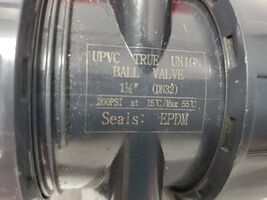 UPVC TRUE UNION
BALL VALVE
1¼" (DN32)
200PSI at 15℃/Max 55℃
Seals: EPDM